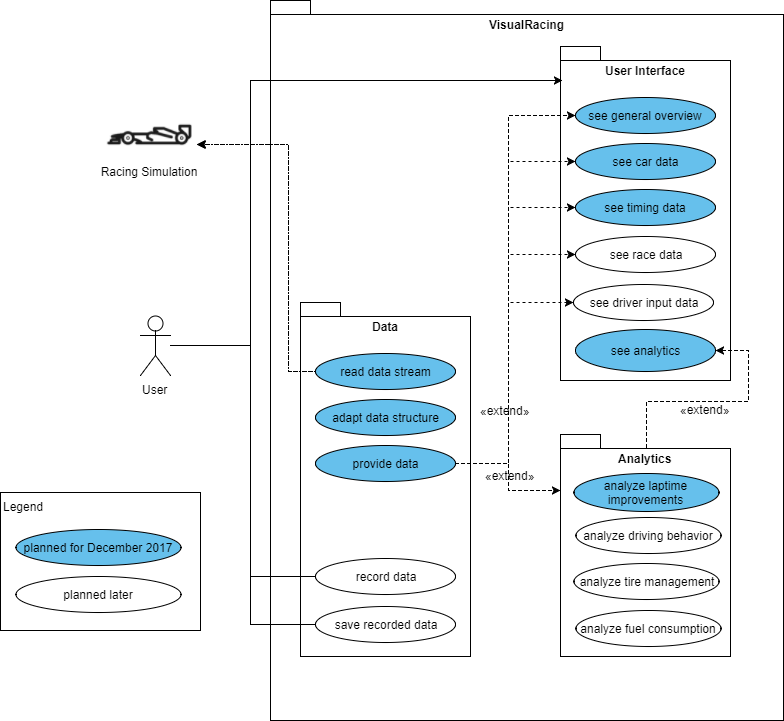 VisualRacing
User Interface
see general overview
see car data
Racing Simulation
see timing data
see race data
see driver input data
Data
see analytics
read data stream
User
«extend»
«extend»
adapt data structure
Analytics
provide data
«extend»
analyze laptime
improvements
Legend
analyze driving behavior
planned for December 2017
record data
analyze tire management
planned later
save recorded data
analyze fuel consumption